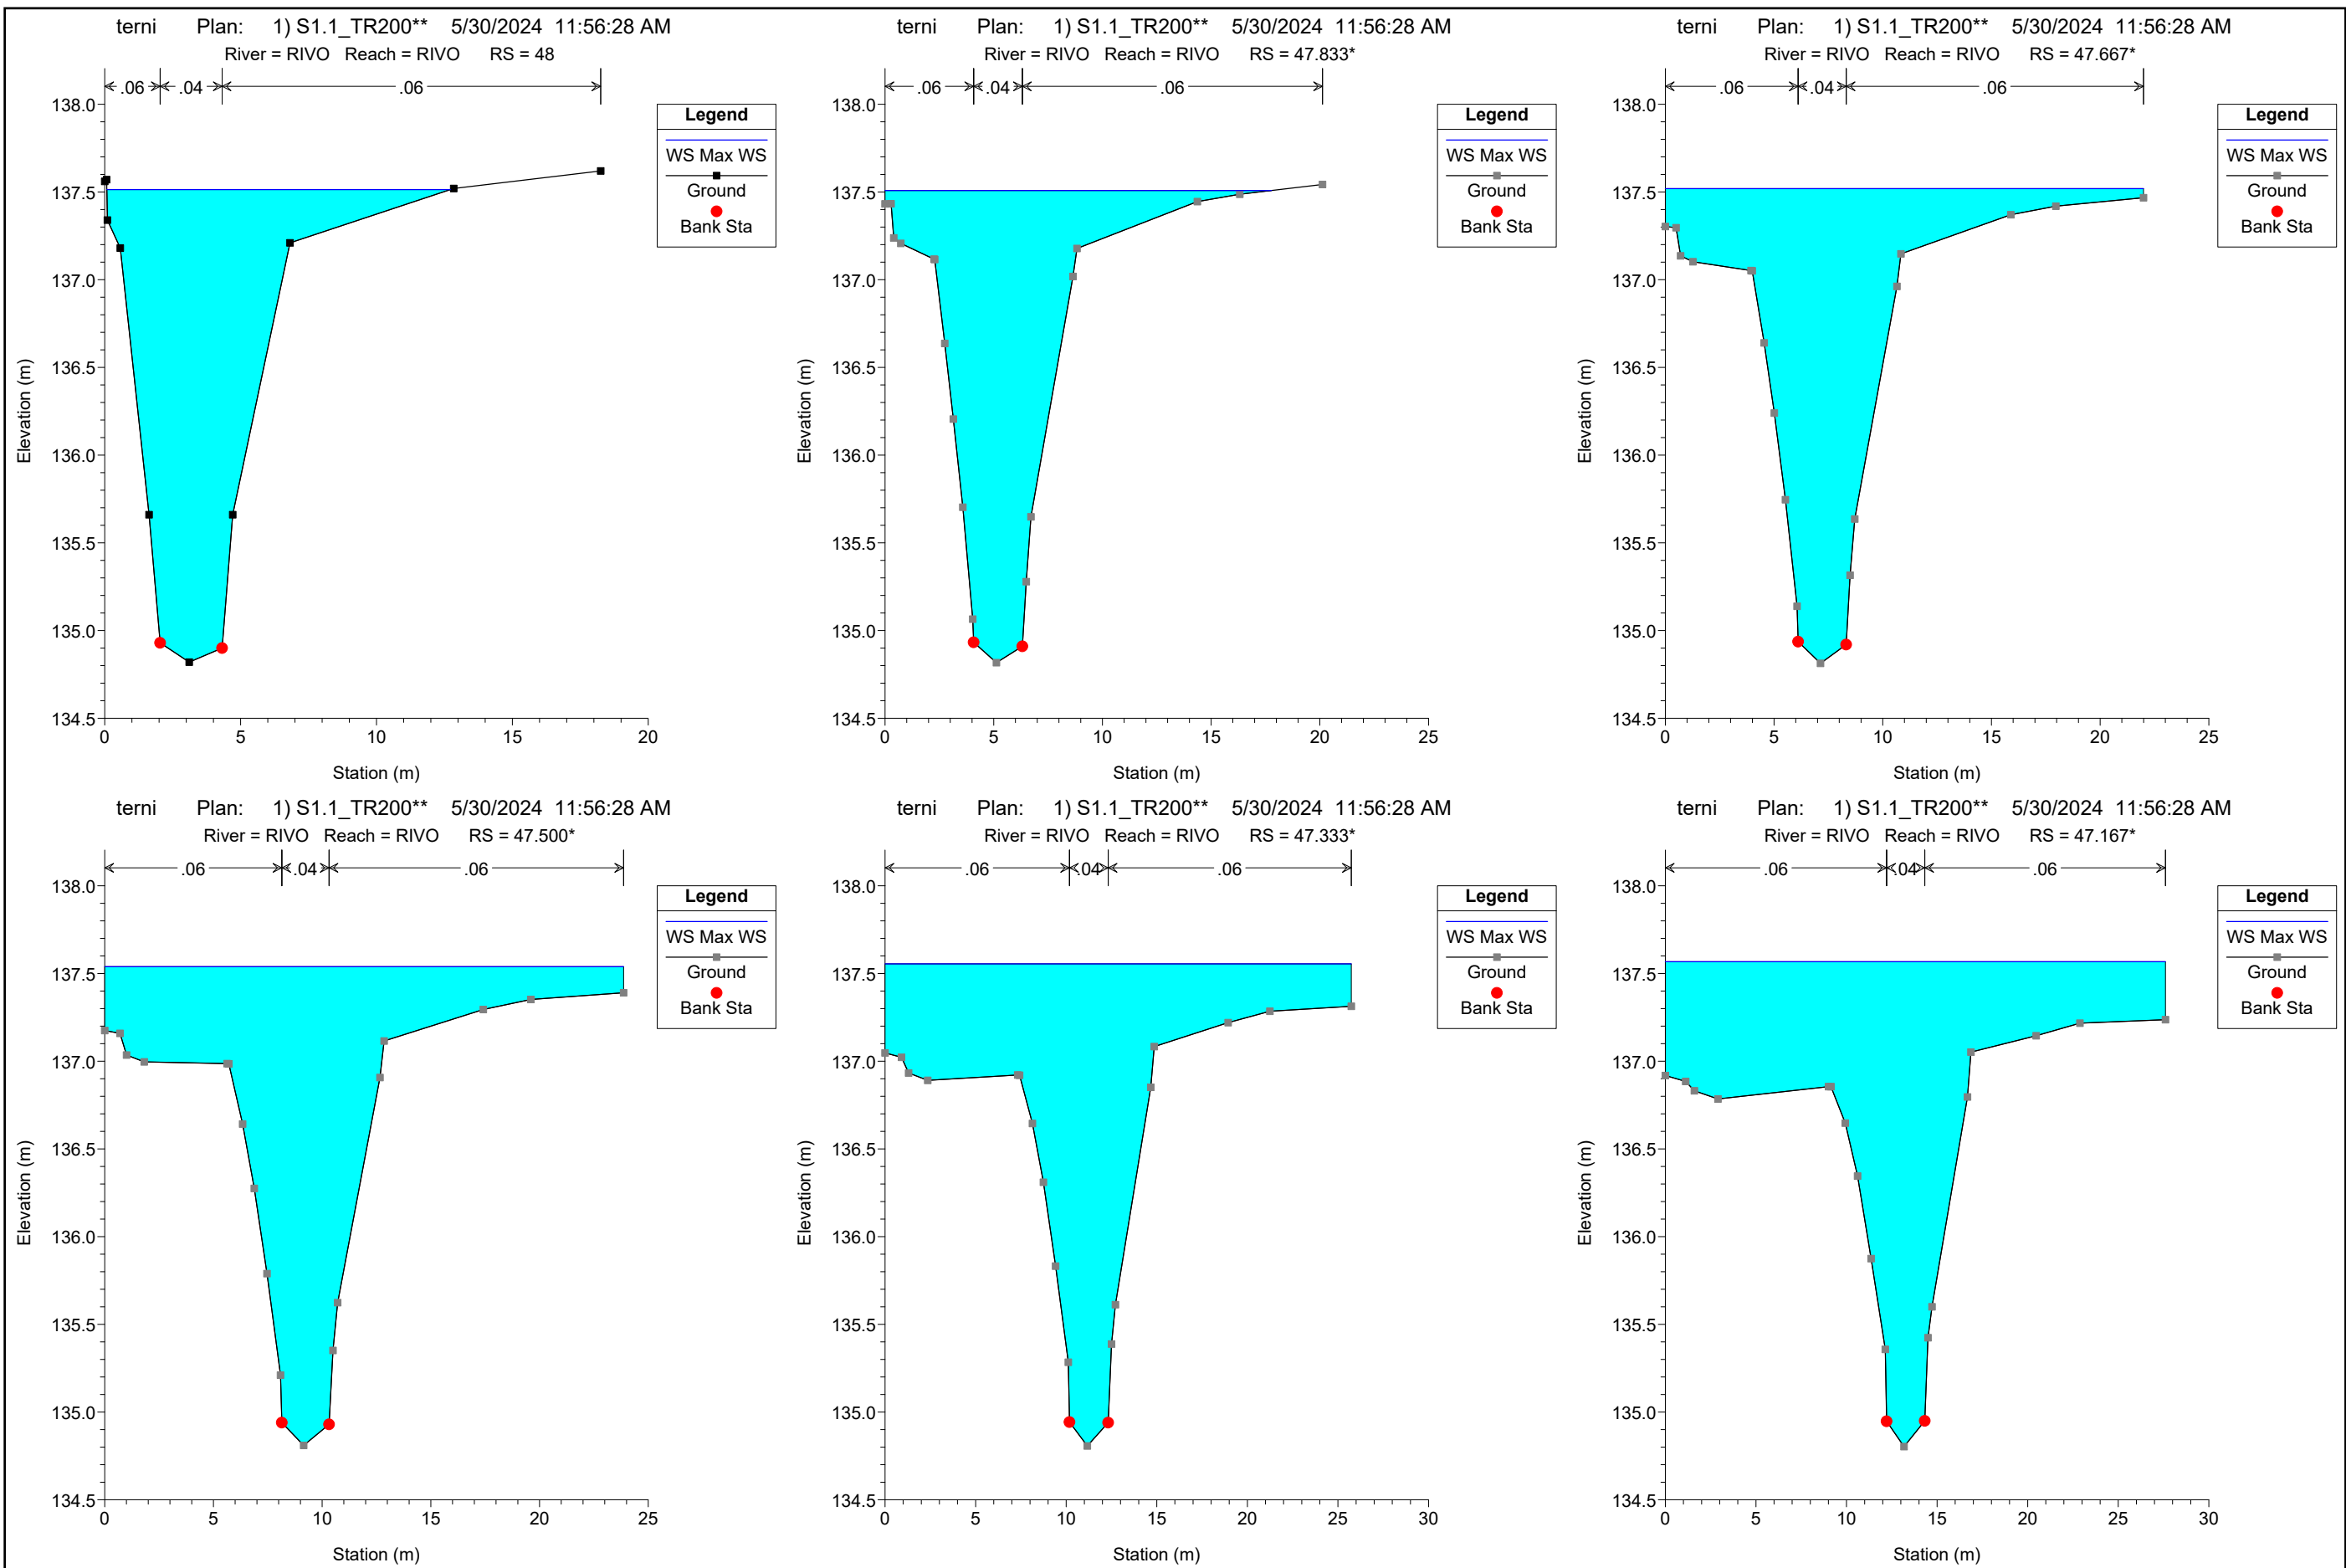 terni Plan: 1) S1.1_TR200** 5/30/2024 11:56:28 AM
River = RIVO Reach = RIVO RS = 48
.06 .04 .06
Legend
WS Max WS
Ground
Bank Sta
138.0
137.5
137.0
136.5
136.0
135.5
135.0
134.5
Elevation (m)
0 5 10 15 20
Station (m)
terni Plan: 1) S1.1_TR200** 5/30/2024 11:56:28 AM
River = RIVO Reach = RIVO RS = 47.833*
.06 .04 .06
Legend
WS Max WS
Ground
Bank Sta
138.0
137.5
137.0
136.5
136.0
135.5
135.0
134.5
Elevation (m)
0 5 10 15 20 25
Station (m)
terni Plan: 1) S1.1_TR200** 5/30/2024 11:56:28 AM
River = RIVO Reach = RIVO RS = 47.667*
.06 .04 .06
Legend
WS Max WS
Ground
Bank Sta
138.0
137.5
137.0
136.5
136.0
135.5
135.0
134.5
Elevation (m)
0 5 10 15 20 25
Station (m)
terni Plan: 1) S1.1_TR200** 5/30/2024 11:56:28 AM
River = RIVO Reach = RIVO RS = 47.500*
.06 .04 .06
Legend
WS Max WS
Ground
Bank Sta
138.0
137.5
137.0
136.5
136.0
135.5
135.0
134.5
Elevation (m)
0 5 10 15 20 25
Station (m)
terni Plan: 1) S1.1_TR200** 5/30/2024 11:56:28 AM
River = RIVO Reach = RIVO RS = 47.333*
.06 .04 .06
Legend
WS Max WS
Ground
Bank Sta
138.0
137.5
137.0
136.5
136.0
135.5
135.0
134.5
Elevation (m)
0 5 10 15 20 25 30
Station (m)
terni Plan: 1) S1.1_TR200** 5/30/2024 11:56:28 AM
River = RIVO Reach = RIVO RS = 47.167*
.06 .04 .06
Legend
WS Max WS
Ground
Bank Sta
138.0
137.5
137.0
136.5
136.0
135.5
135.0
134.5
Elevation (m)
0 5 10 15 20 25 30
Station (m)